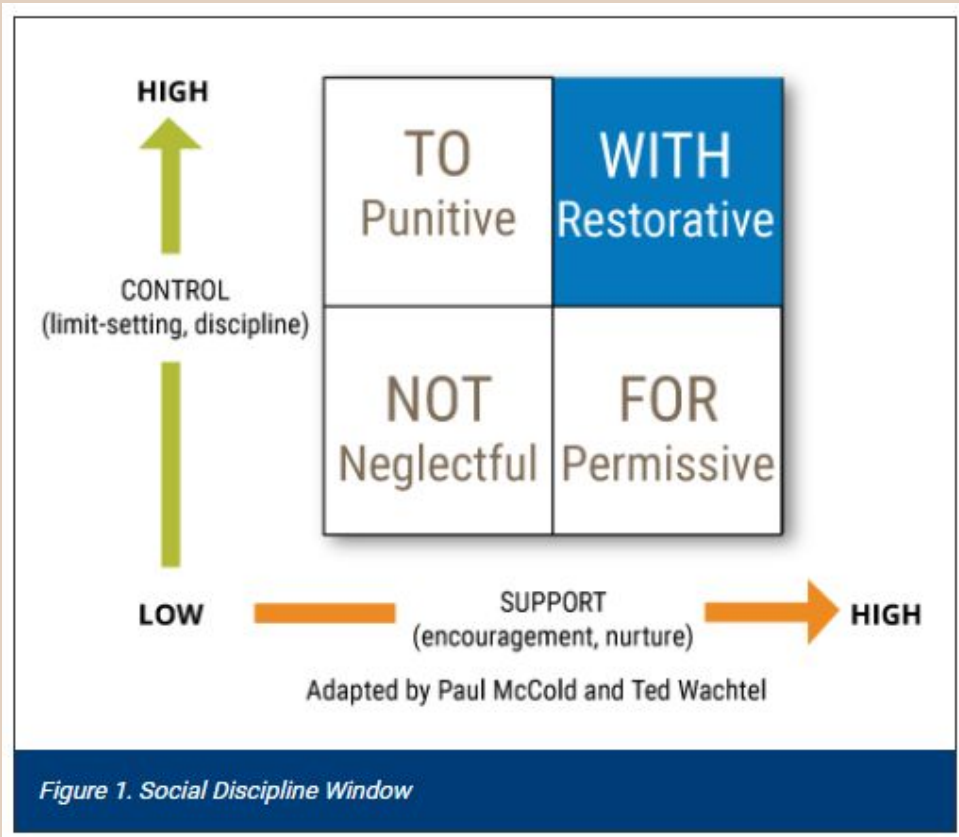 HIGH
TO
Punitive
WITH
Restorative
CONTROL
(limit-setting, discipline)
NOT
Neglectful
FOR
Permissive
LOW
SUPPORT
(encouragement, nurture)
HIGH
Adapted by Paul McCold and Ted Wachtel
Figure 1. Social Discipline Window